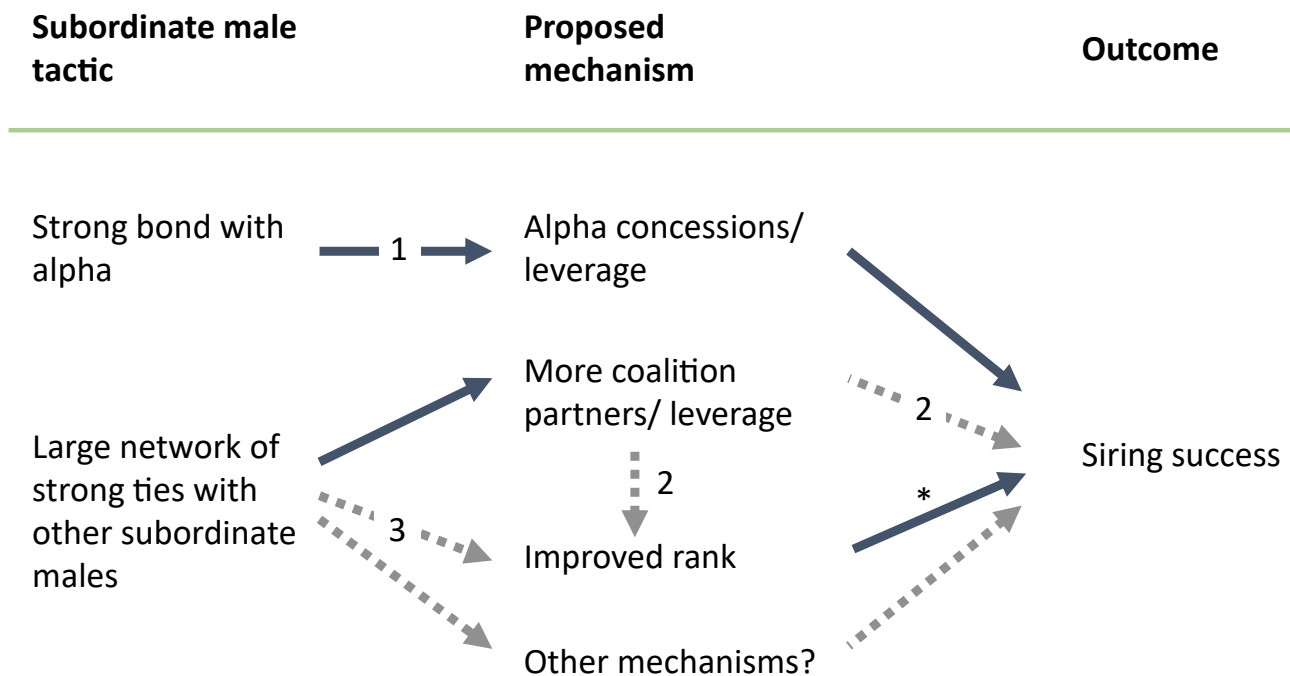 Subordinate male
tactic
Proposed
mechanism
Outcome
Strong bond with
alpha
1
Alpha concessions/
leverage
More coalition
partners/ leverage
2
2
Large network of
strong ties with
other subordinate
males
3
Improved rank
*
Siring success
Other mechanisms?